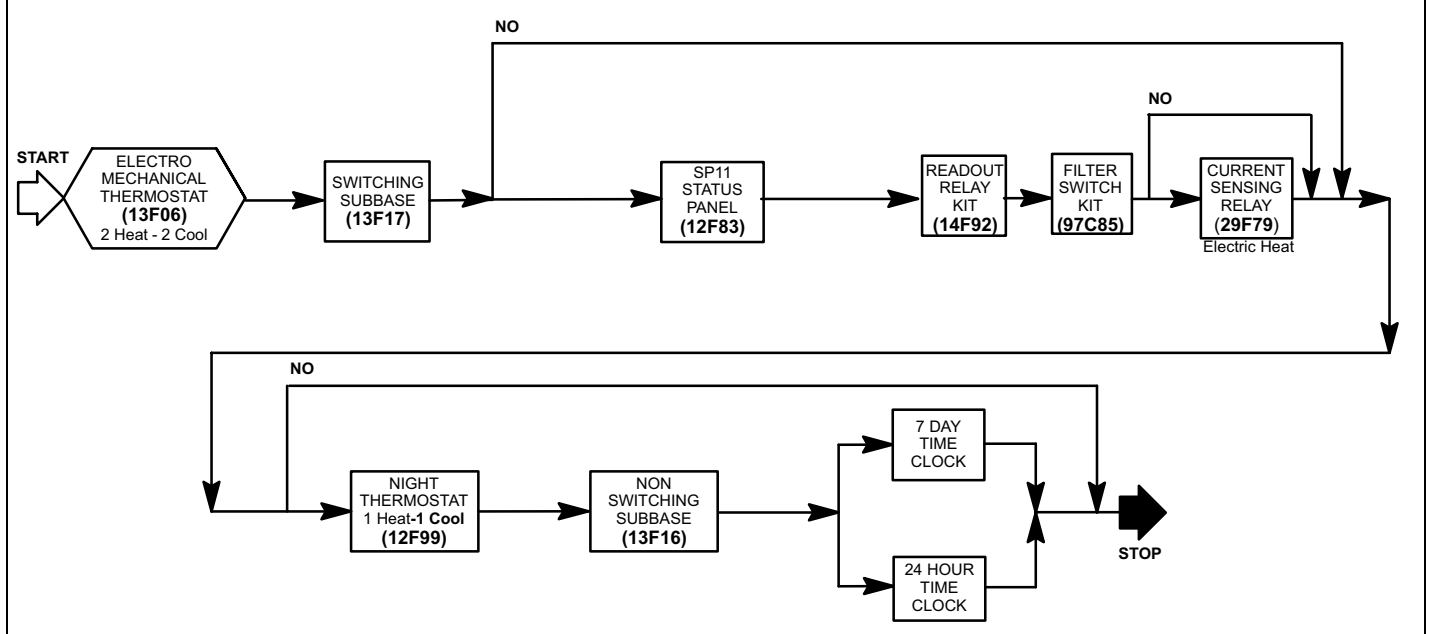 NO
START
ELECTRO
MECHANICAL
THERMOSTAT
(13F06)
2 Heat - 2 Cool
SWITCHING
SUBBASE
(13F17)
SP11
STATUS
PANEL
(12F83)
READOUT
RELAY
KIT
(14F92)
FILTER
SWITCH
KIT
(97C85)
NO
CURRENT
SENSING
RELAY
(29F79)
Electric Heat
NO
NIGHT
THERMOSTAT
1 Heat-1 Cool
(12F99)
NON
SWITCHING
SUBBASE
(13F16)
7 DAY
TIME
CLOCK
24 HOUR
TIME
CLOCK
STOP